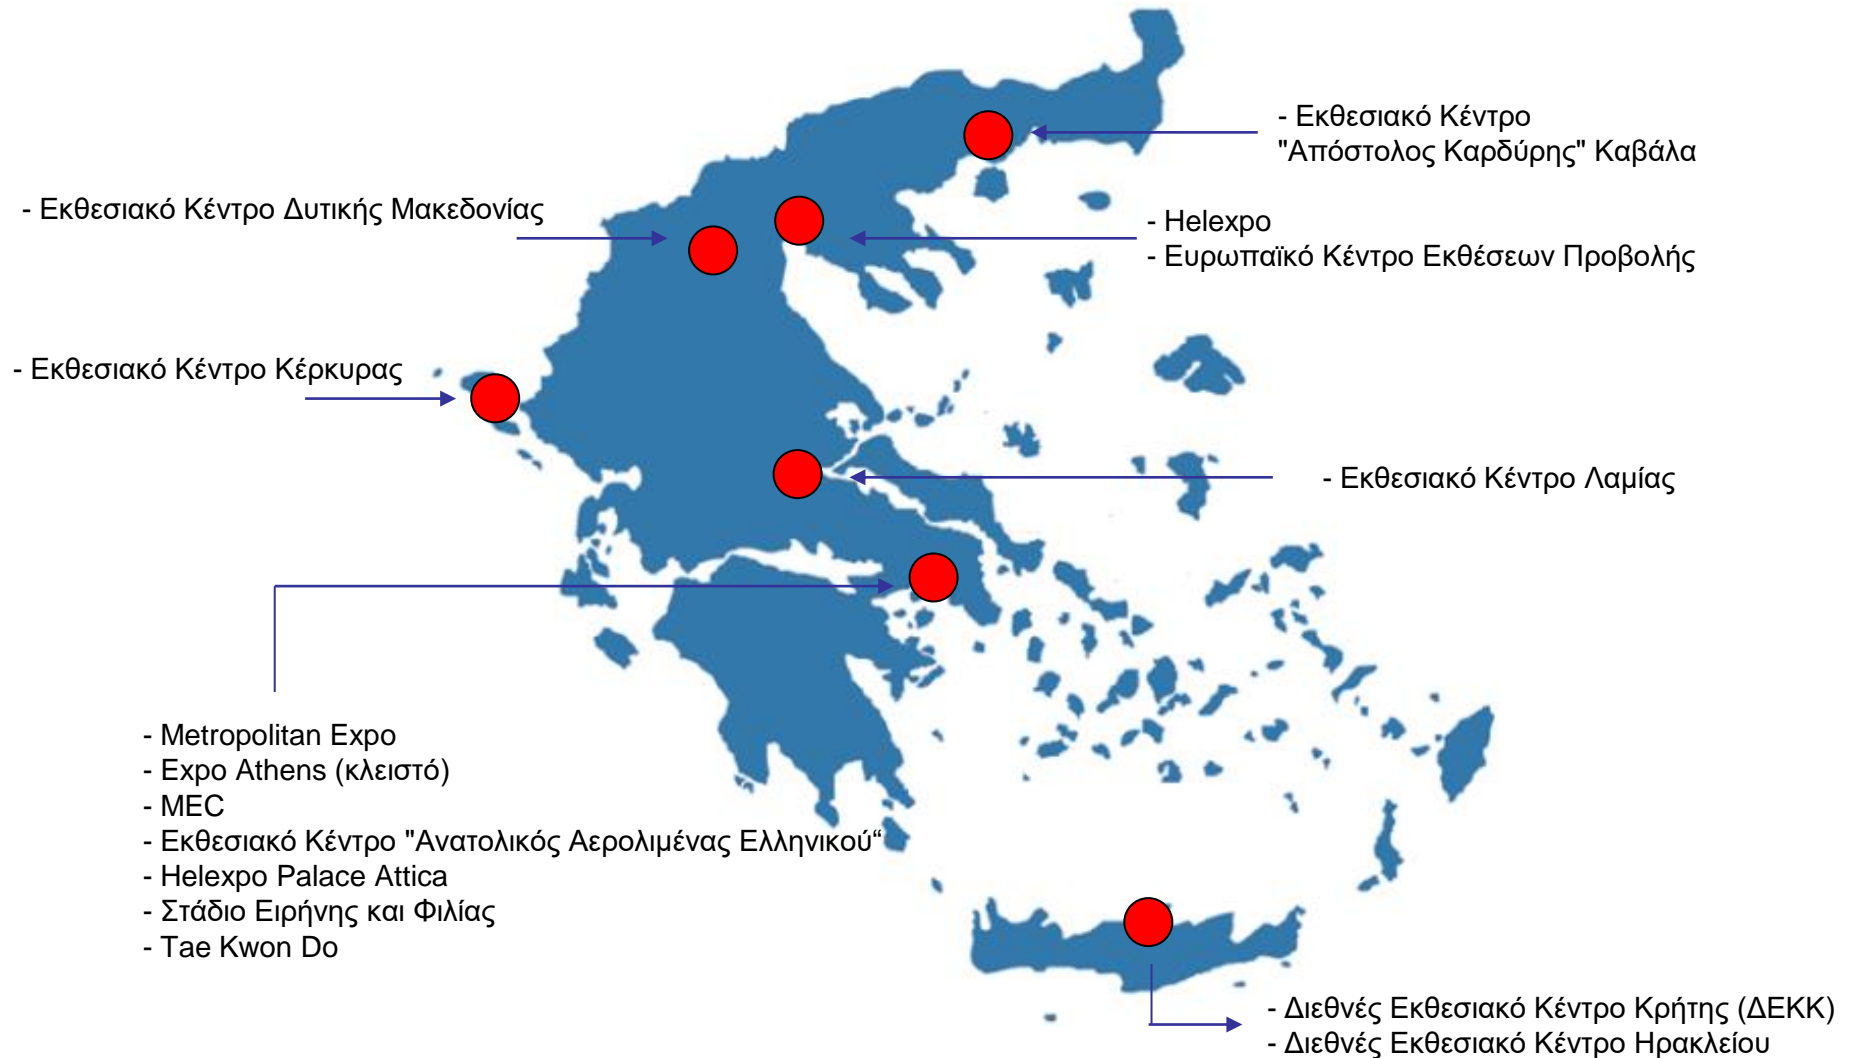 - Εκθεσιακό Κέντρο
"Απόστολος Καρδύρης" Καβάλα
- Εκθεσιακό Κέντρο Δυτικής Μακεδονίας
- Helexpo
- Ευρωπαϊκό Κέντρο Εκθέσεων Προβολής
- Εκθεσιακό Κέντρο Κέρκυρας
- Εκθεσιακό Κέντρο Λαμίας
- Metropolitan Expo
- Expo Athens (κλειστό)
- MEC
- Εκθεσιακό Κέντρο "Ανατολικός Αερολιμένας Ελληνικού“
- Helexpo Palace Attica
- Στάδιο Ειρήνης και Φιλίας
- Tae Kwon Do
- Διεθνές Εκθεσιακό Κέντρο Κρήτης (ΔΕΚΚ)
- Διεθνές Εκθεσιακό Κέντρο Ηρακλείου